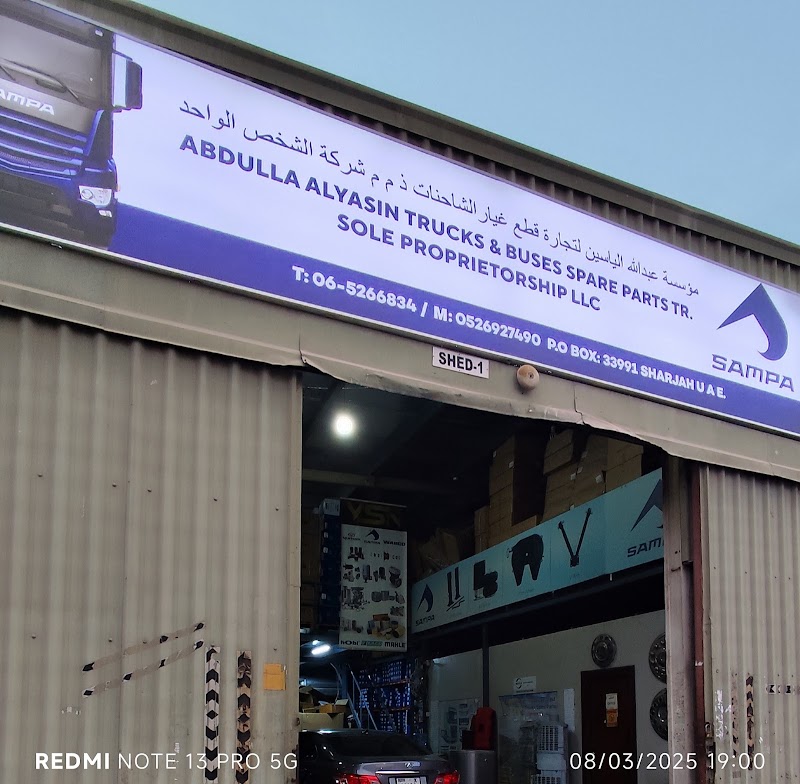 SAMPA
مؤسسة عبدالله الياسين لتجارة قطع غيار الشاحنات ذ م م شركة الشخص الواحد
ABDULLA ALYASIN TRUCKS & BUSES SPARE PARTS TR.
SOLE PROPRIETORSHIP LLC
T: 06-5266834 / M: 0526927490 P.O BOX: 33991 SHARJAH U A E.
SAMPA
SHED-1
YSN
SAMPA
SAMPA
MAHLE
REDMI NOTE 13 PRO 5G
08/03/2025 19:00